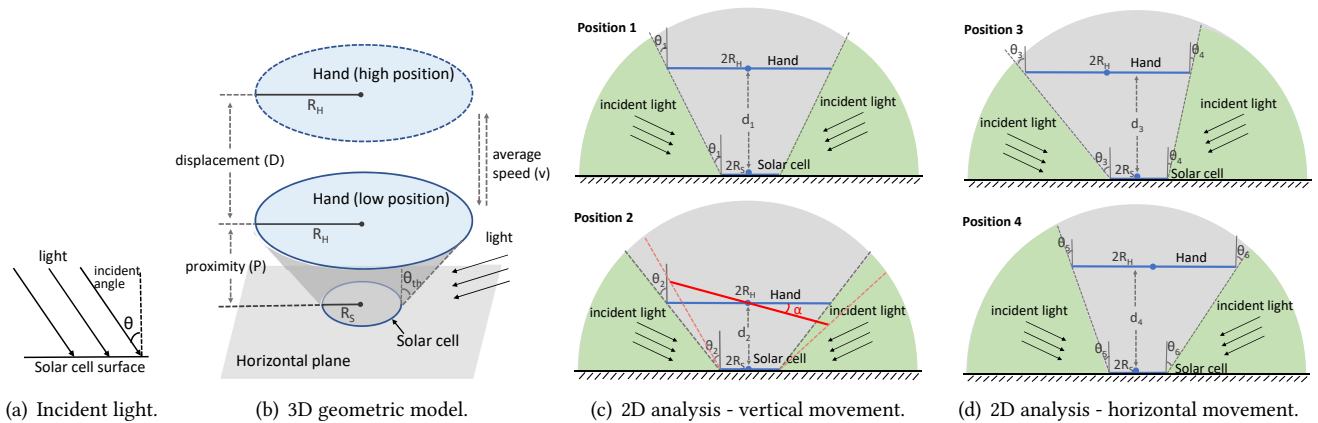 light
incident
angle
θ
Solar cell surface
(a) Incident light.
Hand (high position)
R_H
displacement (D)
average
speed (v)
Hand (low position)
R_H
proximity (P)
light
θ_th
R_S
Solar cell
Horizontal plane
(b) 3D geometric model.
Position 1
θ_1
2R_H Hand
incident light
incident light
d_1
θ_1
2R_S Solar cell
Position 2
θ_2
2R_H Hand
α
incident light
incident light
d_2
θ_2
2R_S Solar cell
(c) 2D analysis - vertical movement.
Position 3
θ_3
θ_4
2R_H Hand
incident light
incident light
d_3
θ_3
θ_4
2R_S
Solar cell
Position 4
θ_5
θ_6
2R_H Hand
incident light
incident light
d_4
θ_5
θ_6
2R_S
Solar cell
(d) 2D analysis - horizontal movement.